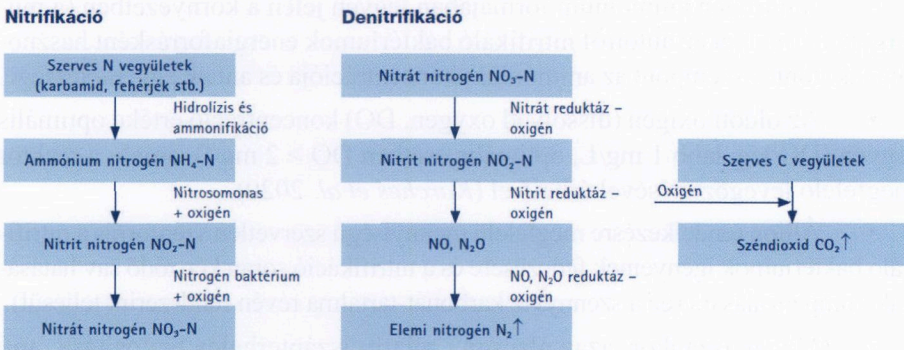 Nitrifikáció
Szerves N vegyületek
(karbamid, fehérjék stb.)
Hidrolízis és
ammonifikáció
Ammónium nitrogén NH₄–N
Nitrosomonas
+ oxigén
Nitrit nitrogén NO₂–N
Nitrogén baktérium
+ oxigén
Nitrát nitrogén NO₃–N
Denitrifikáció
Nitrát nitrogén NO₃–N
Nitrát reduktáz –
oxigén
Nitrit nitrogén NO₂–N
Nitrit reduktáz –
oxigén
NO, N₂O
NO, N₂O reduktáz –
oxigén
Elemi nitrogén N₂↑
Szerves C vegyületek
Oxigén
Széndioxid CO₂↑